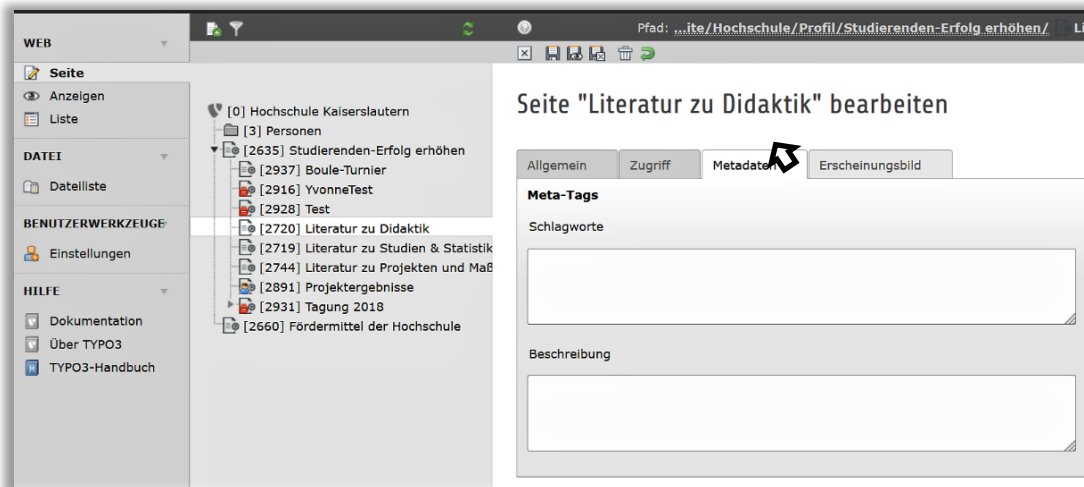 Pfad: ...ite/Hochschule/Profil/Studierenden-Erfolg erhöhen/
WEB
Seite
Anzeigen
Liste
DATEI
Dateiliste
BENUTZERWERKZEUGE
Einstellungen
HILFE
Dokumentation
Über TYPO3
TYPO3-Handbuch
[0] Hochschule Kaiserslautern
[3] Personen
[2635] Studierenden-Erfolg erhöhen
[2937] Boule-Turnier
[2916] YvonneTest
[2928] Test
[2720] Literatur zu Didaktik
[2719] Literatur zu Studien & Statistik
[2744] Literatur zu Projekten und Maß
[2891] Projektergebnisse
[2931] Tagung 2018
[2660] Fördermittel der Hochschule
Seite "Literatur zu Didaktik" bearbeiten
Allgemein Zugriff Metadaten Erscheinungsbild
Meta-Tags
Schlagworte
Beschreibung